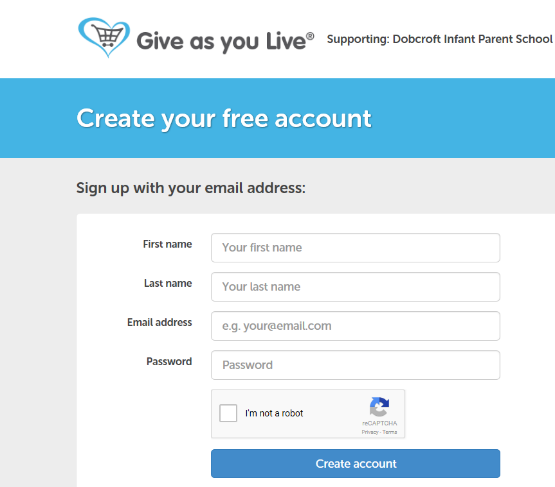 Give as you Live® Supporting: Dobcroft Infant Parent School
Create your free account
Sign up with your email address:
First name Your first name
Last name Your last name
Email address e.g. your@email.com
Password Password
I'm not a robot
reCAPTCHA
Privacy - Terms
Create account